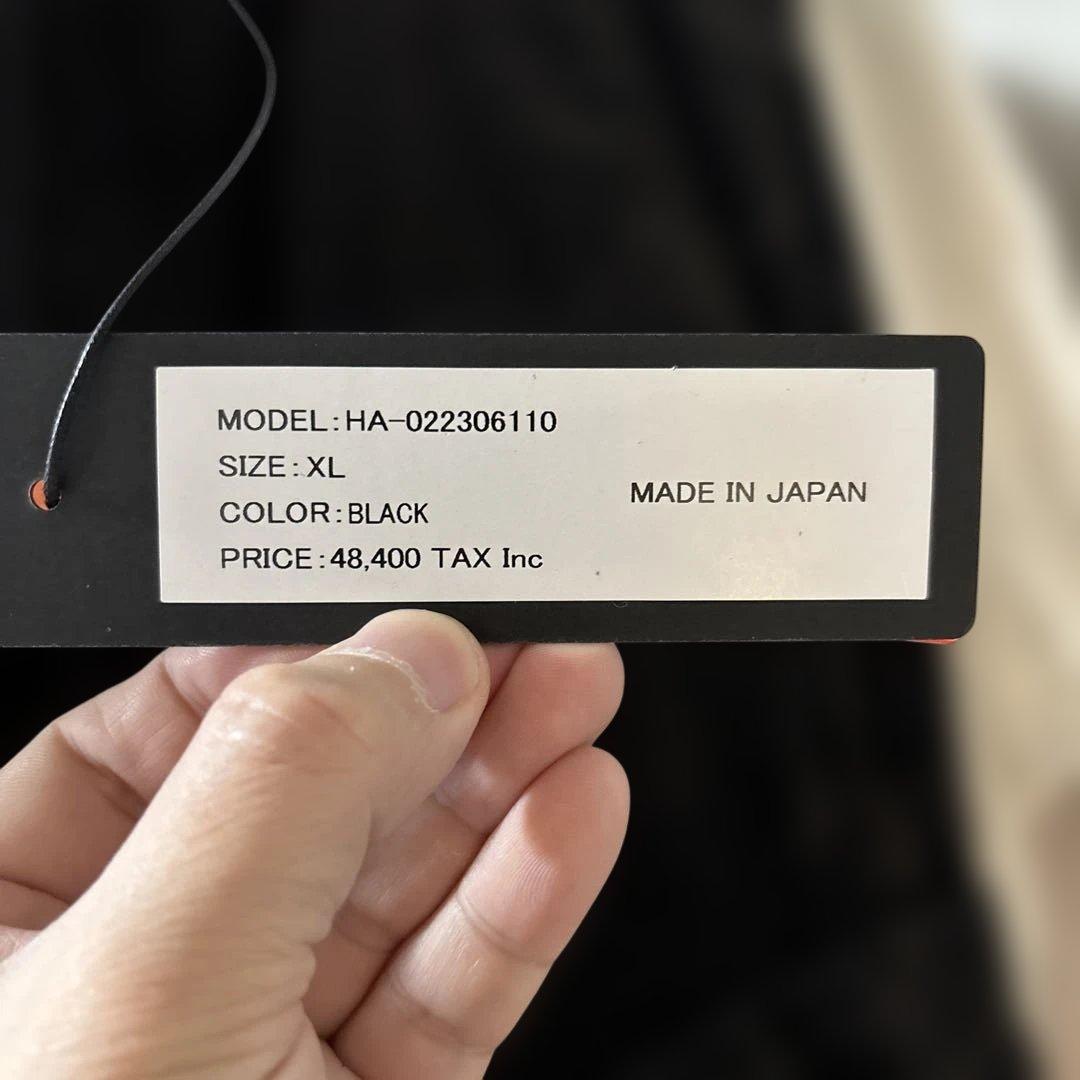 MODEL:HA-022306110
SIZE:XL
COLOR:BLACK
PRICE:48,400 TAX Inc
MADE IN JAPAN